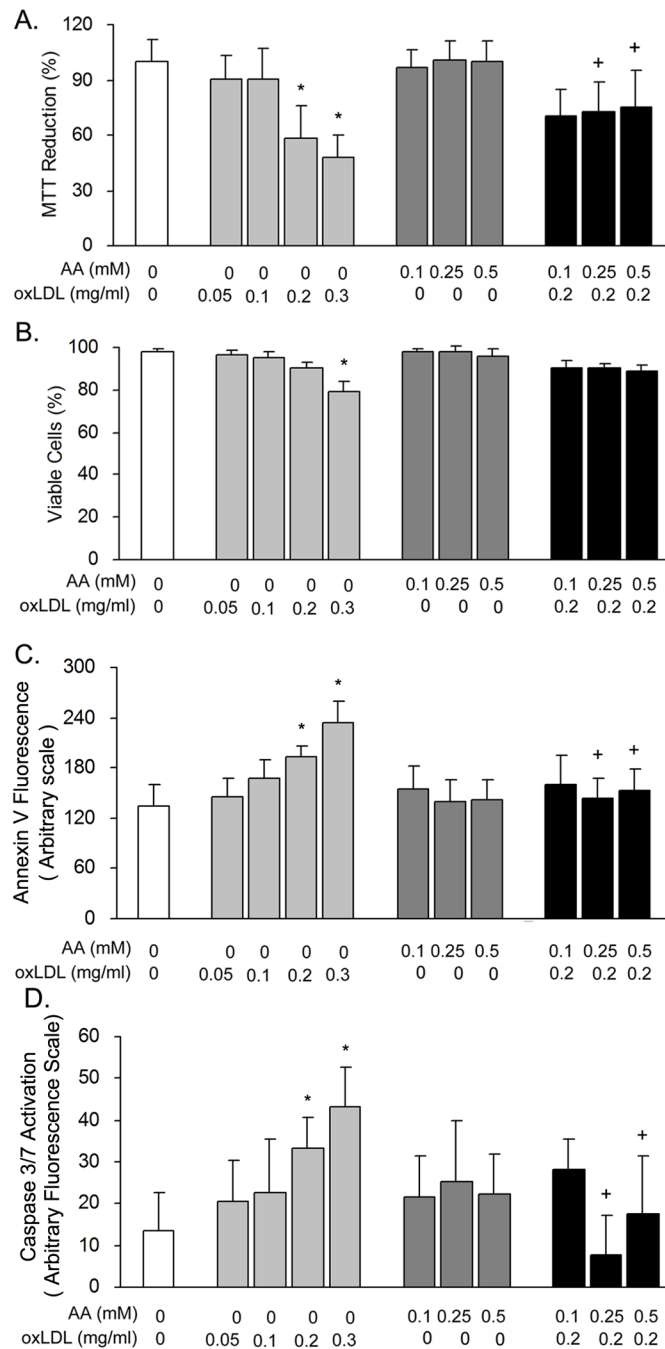 A.
MTT Reduction (%)
120
90
60
30
0
* *
+ +
AA (mM) 0 0 0 0 0 0.1 0.25 0.5 0.1 0.25 0.5
oxLDL (mg/ml) 0 0.05 0.1 0.2 0.3 0 0 0 0.2 0.2 0.2
B.
Viable Cells (%)
100
80
60
40
20
0
*
AA (mM) 0 0 0 0 0 0.1 0.25 0.5 0.1 0.25 0.5
oxLDL (mg/ml) 0 0.05 0.1 0.2 0.3 0 0 0 0.2 0.2 0.2
C.
Annexin V Fluorescence
( Arbitrary scale )
300
240
180
120
60
0
* *
+ +
AA (mM) 0 0 0 0 0 0.1 0.25 0.5 0.1 0.25 0.5
oxLDL (mg/ml) 0 0.05 0.1 0.2 0.3 0 0 0 0.2 0.2 0.2
D.
Caspase 3/7 Activation
( Arbitrary Fluorescence Scale)
60
50
40
30
20
10
0
* *
+ +
AA (mM) 0 0 0 0 0 0.1 0.25 0.5 0.1 0.25 0.5
oxLDL (mg/ml) 0 0.05 0.1 0.2 0.3 0 0 0 0.2 0.2 0.2